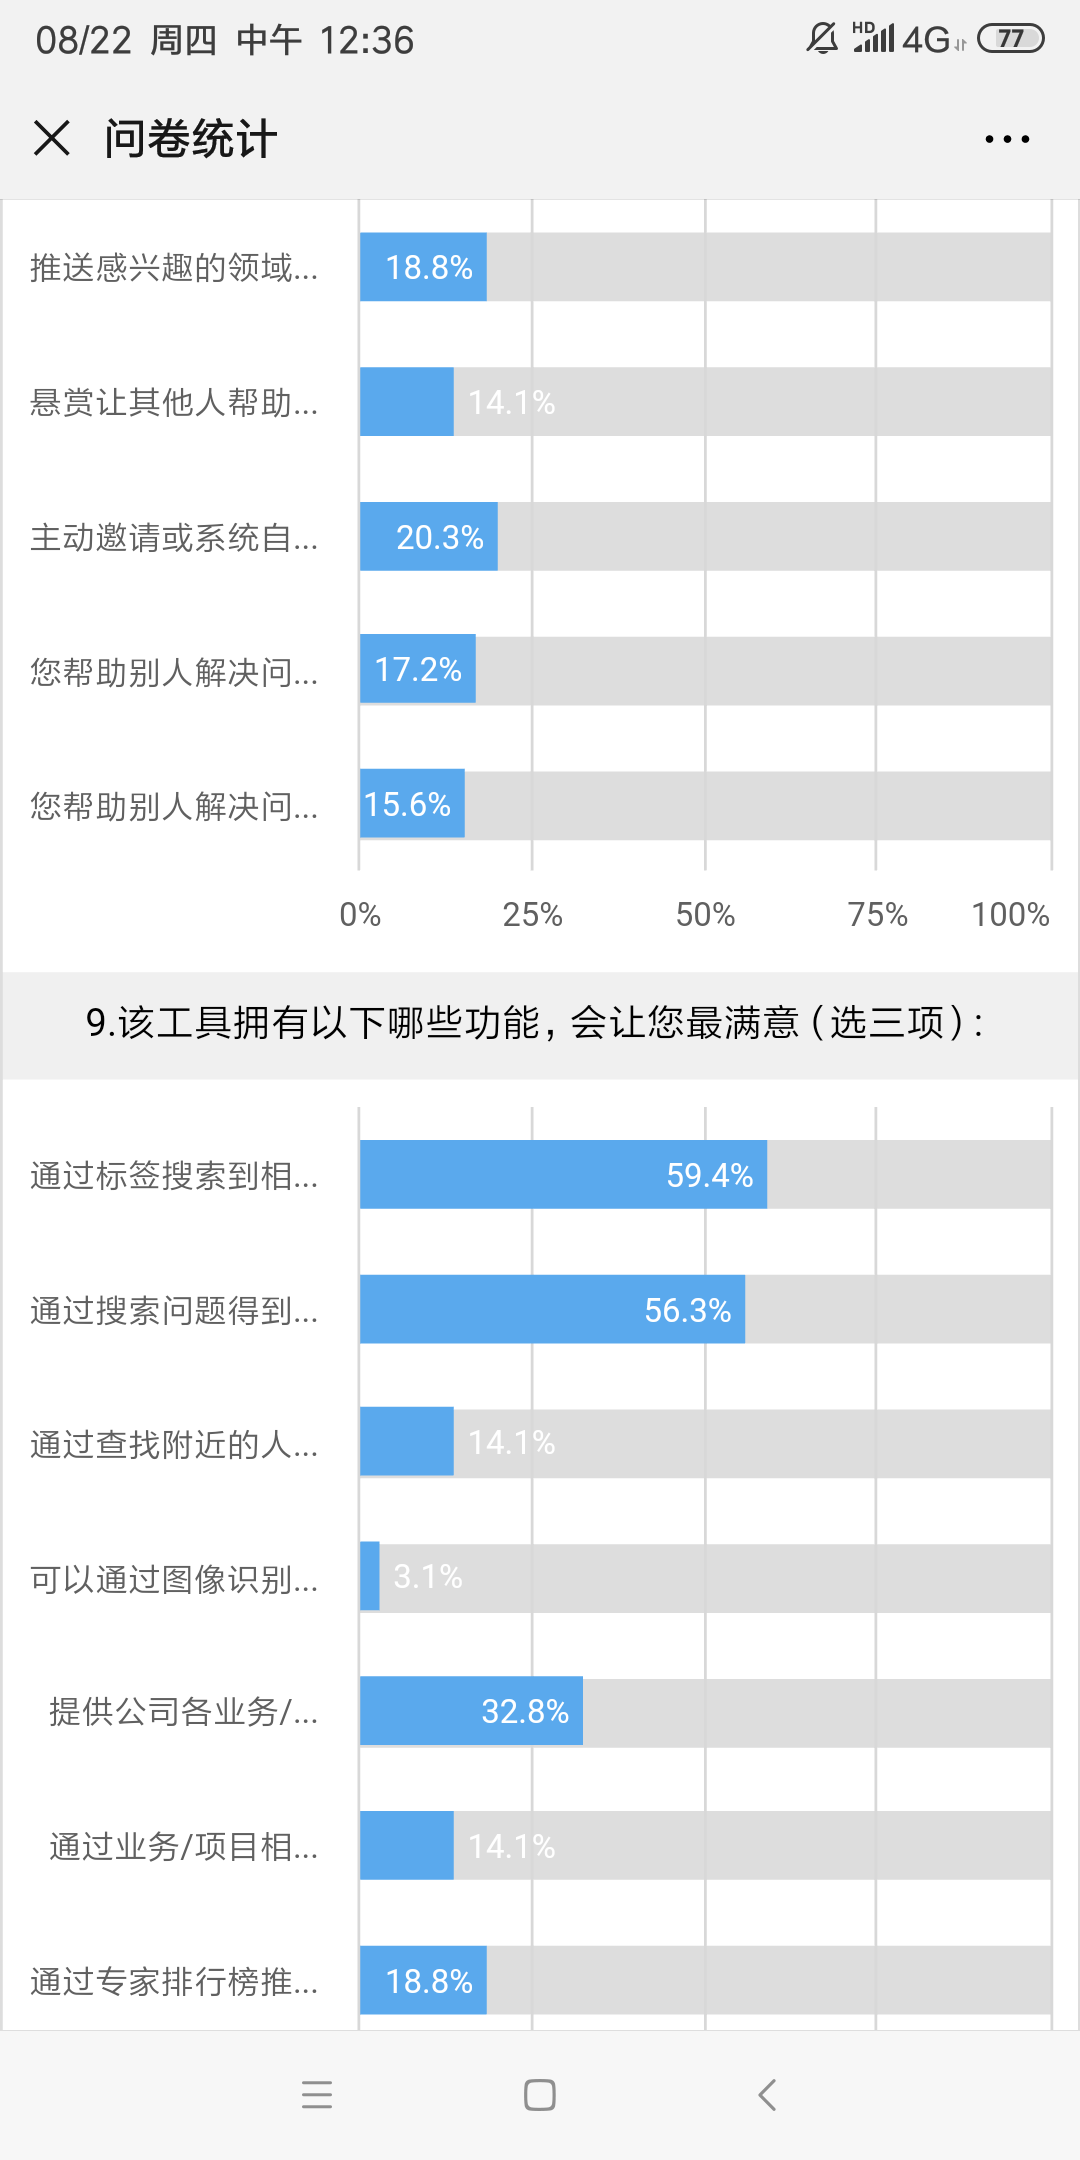 08/22 周四 中午 12:36
HD 4G 77
问卷统计
推送感兴趣的领域... 18.8%
悬赏让其他人帮助... 14.1%
主动邀请或系统自... 20.3%
您帮助别人解决问... 17.2%
您帮助别人解决问... 15.6%
0% 25% 50% 75% 100%
9.该工具拥有以下哪些功能，会让您最满意（选三项）：
通过标签搜索到相... 59.4%
通过搜索问题得到... 56.3%
通过查找附近的人... 14.1%
可以通过图像识别... 3.1%
提供公司各业务/... 32.8%
通过业务/项目相... 14.1%
通过专家排行榜推... 18.8%